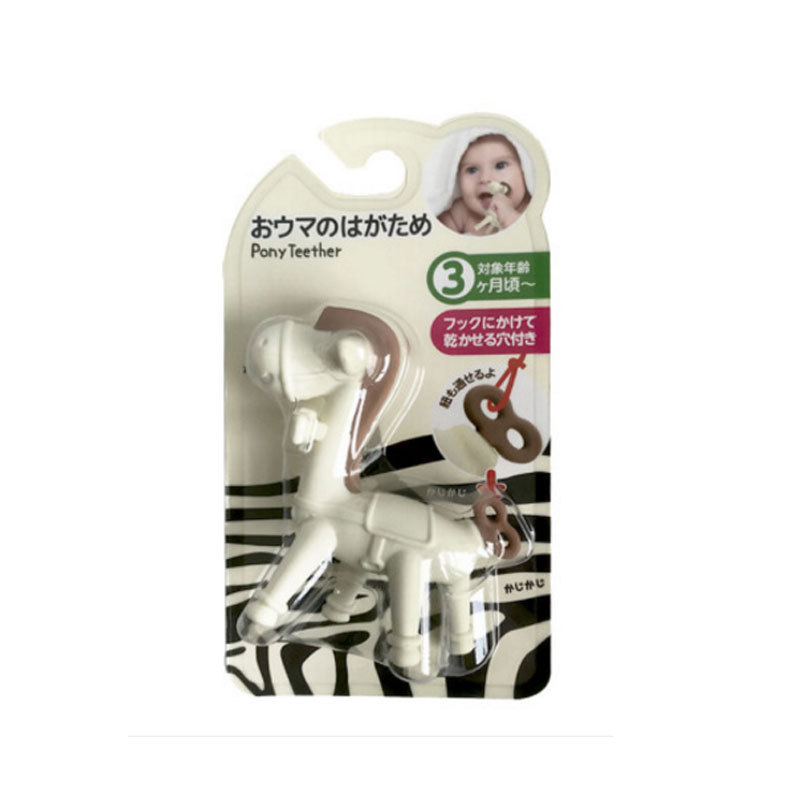 おウマのはがため
Pony Teether
3
対象年齢
ヶ月頃～
フックにかけて
乾かせる穴付き
紐も通せるよ
かじかじ
かじかじ